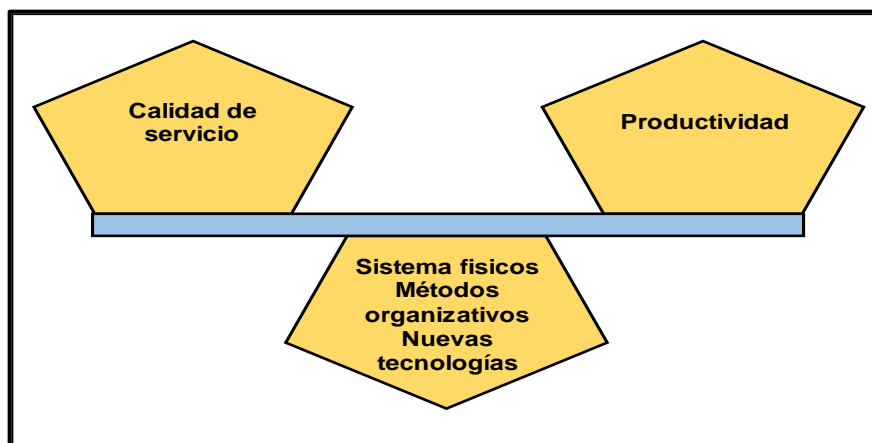 Calidad de
servicio
Productividad
Sistema fisicos
Métodos
organizativos
Nuevas
tecnologías